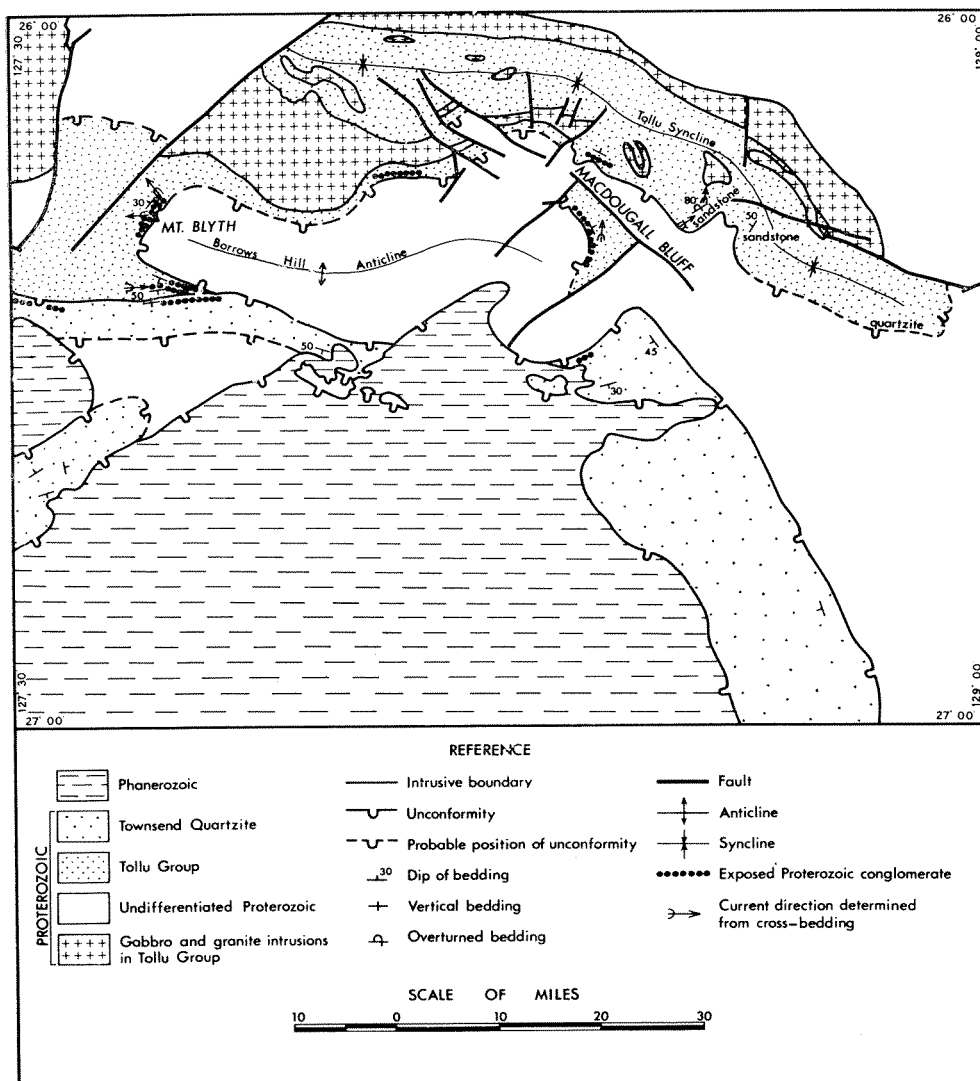 26° 00
26° 00
127° 30
129° 00
Tollu Syncline
MACDOUGALL BLUFF
80
sandstone
30
MT. BLYTH
50
sandstone
Borrows Hill Anticline
50
quartzite
50
45
30
127° 30
129° 00
27° 00
27° 00
REFERENCE
Phanerozoic
Townsend Quartzite
Tollu Group
Undifferentiated Proterozoic
Gabbro and granite intrusions
in Tollu Group
PROTEROZOIC
Intrusive boundary
Unconformity
Probable position of unconformity
30
Dip of bedding
Vertical bedding
Overturned bedding
Fault
Anticline
Syncline
Exposed Proterozoic conglomerate
Current direction determined
from cross-bedding
SCALE OF MILES
10 0 10 20 30